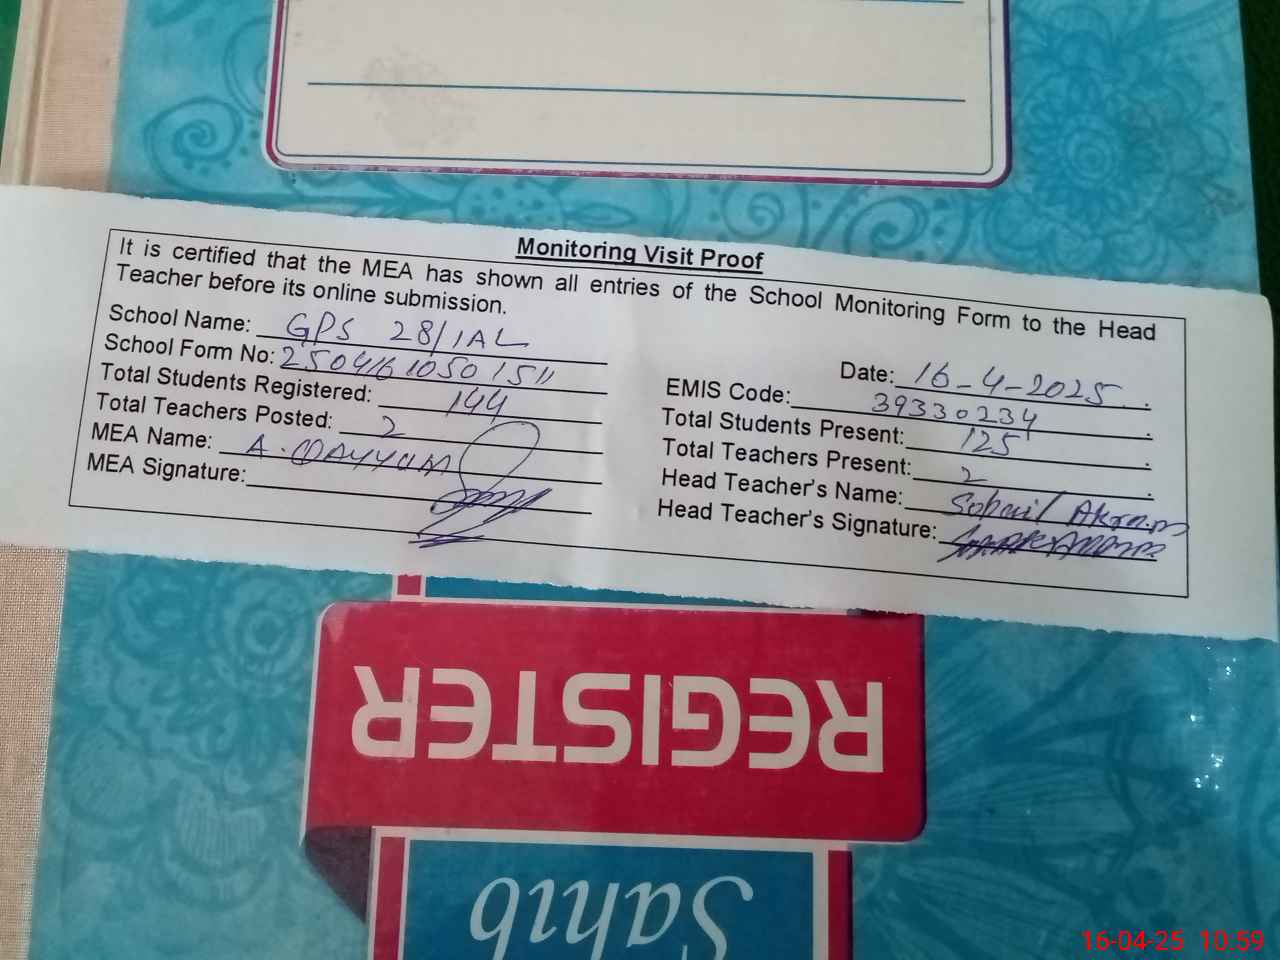 Monitoring Visit Proof
It is certified that the MEA has shown all entries of the School Monitoring Form to the Head
Teacher before its online submission.
School Name: GPS 28/1AL
Date: 16-4-2025
School Form No:
EMIS Code: 39330234
Total Students Registered: 144
Total Students Present: 125
Total Teachers Posted: 2
Total Teachers Present: 2
MEA Name: A. QAYYUM
Head Teacher's Name: Sohail Akram
MEA Signature:
Head Teacher's Signature:
REGISTER
Sahib
16-04-25 10:59